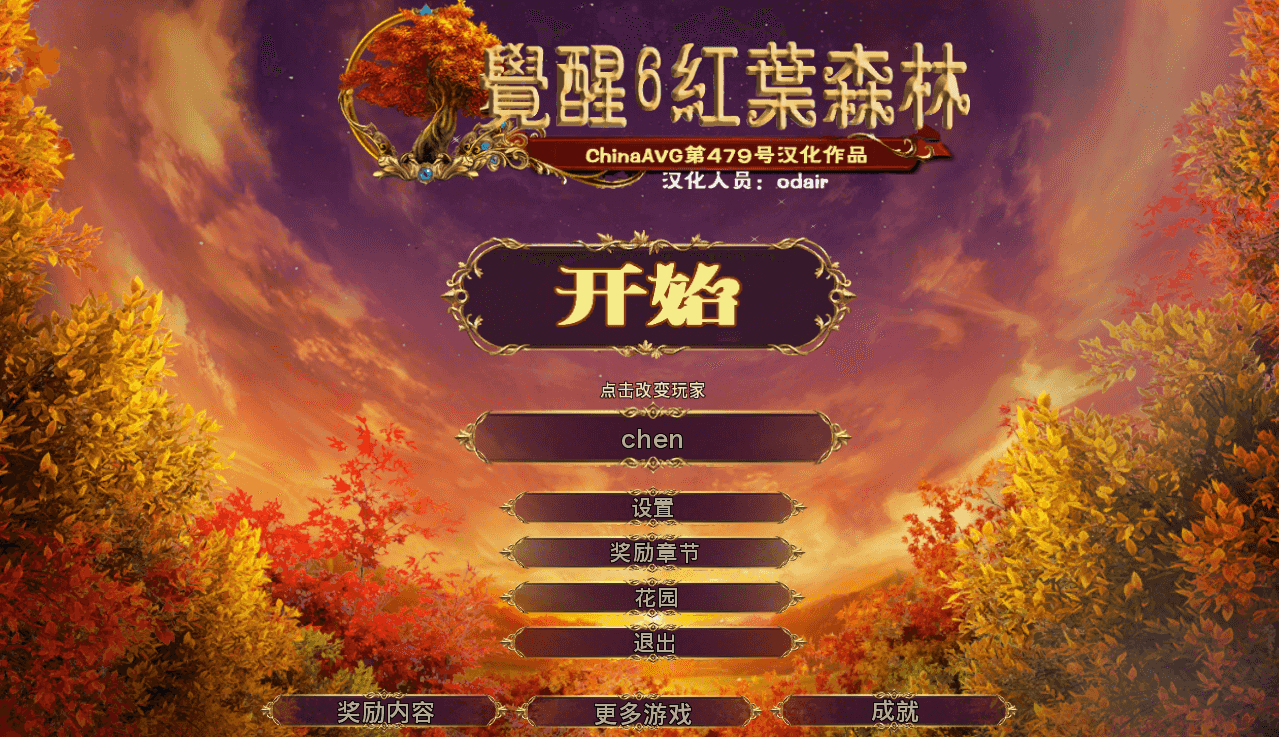 覺醒6紅葉森林
ChinaAVG第479号汉化作品
汉化人员：odair
开始
点击改变玩家
chen
设置
奖励章节
花园
退出
奖励内容
更多游戏
成就